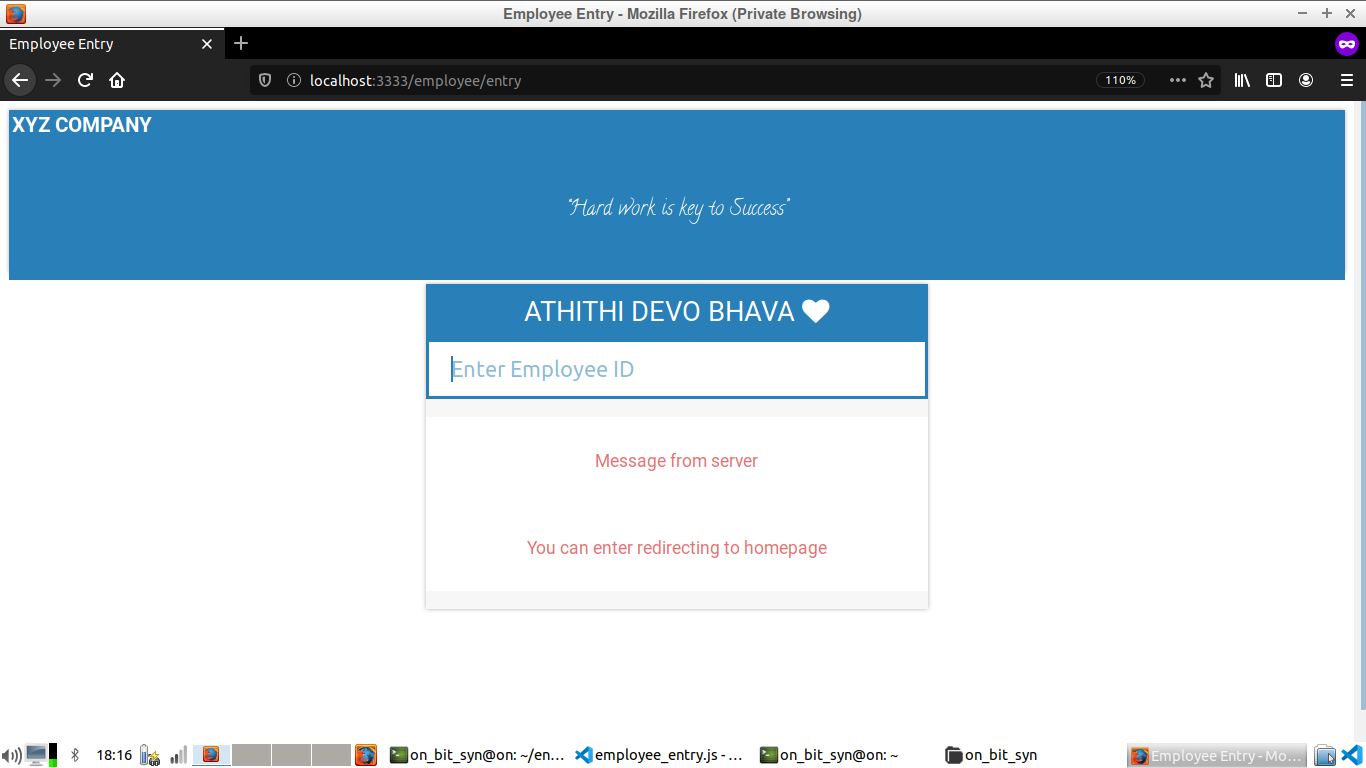 Employee Entry - Mozilla Firefox (Private Browsing)
Employee Entry
localhost:3333/employee/entry
110%
XYZ COMPANY
"Hard work is key to Success"
ATHITHI DEVO BHAVA
Enter Employee ID
Message from server
You can enter redirecting to homepage
18:16
on_bit_syn@on: ~/en...
employee_entry.js - ...
on_bit_syn@on: ~
on_bit_syn
Employee Entry - Mo...